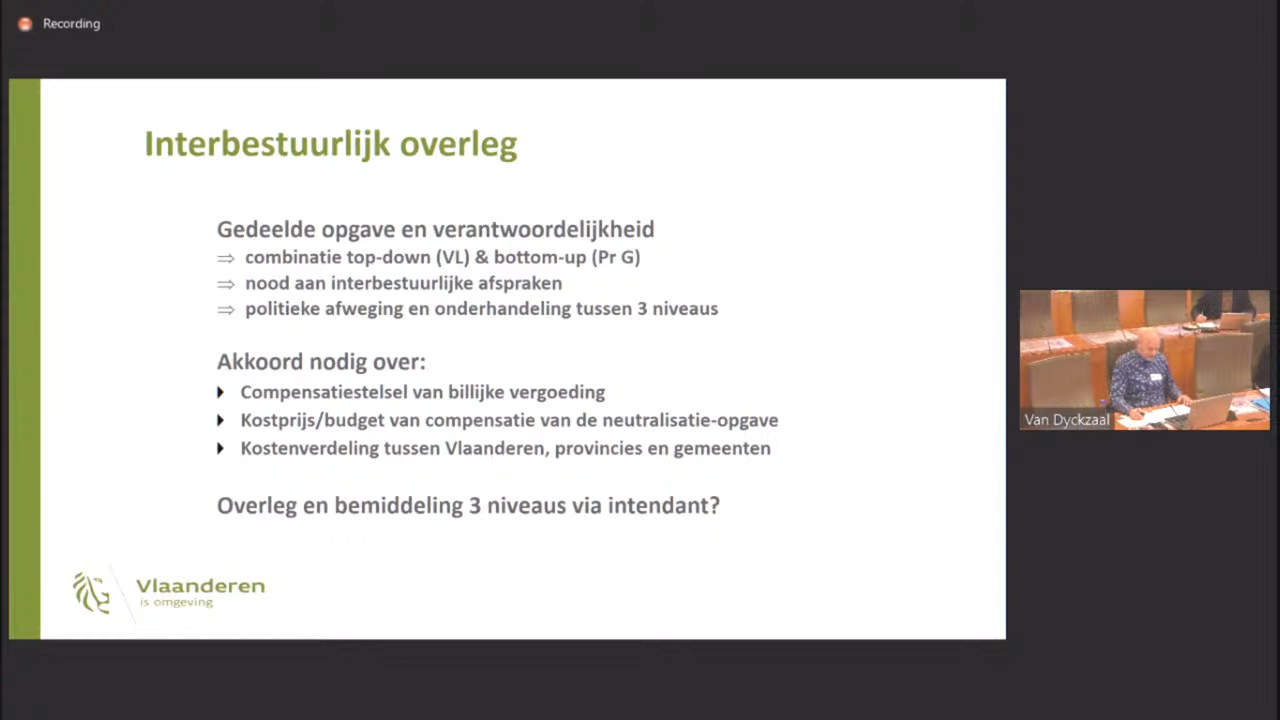 Recording
Interbestuurlijk overleg
Gedeelde opgave en verantwoordelijkheid
⇒ combinatie top-down (VL) & bottom-up (Pr G)
⇒ nood aan interbestuurlijke afspraken
⇒ politieke afweging en onderhandeling tussen 3 niveaus
Akkoord nodig over:
Compensatiestelsel van billijke vergoeding
Kostprijs/budget van compensatie van de neutralisatie-opgave
Kostenverdeling tussen Vlaanderen, provincies en gemeenten
Overleg en bemiddeling 3 niveaus via intendant?
Vlaanderen
is omgeving
Van Dyckzaal